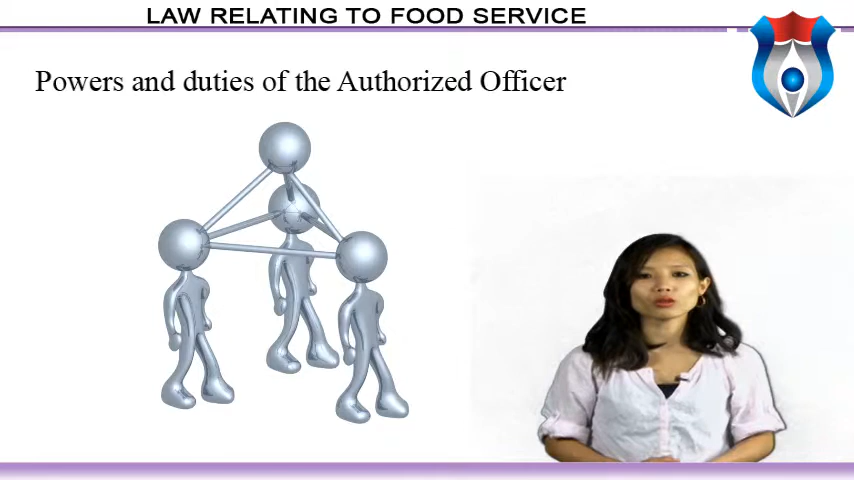 LAW RELATING TO FOOD SERVICE
Powers and duties of the Authorized Officer